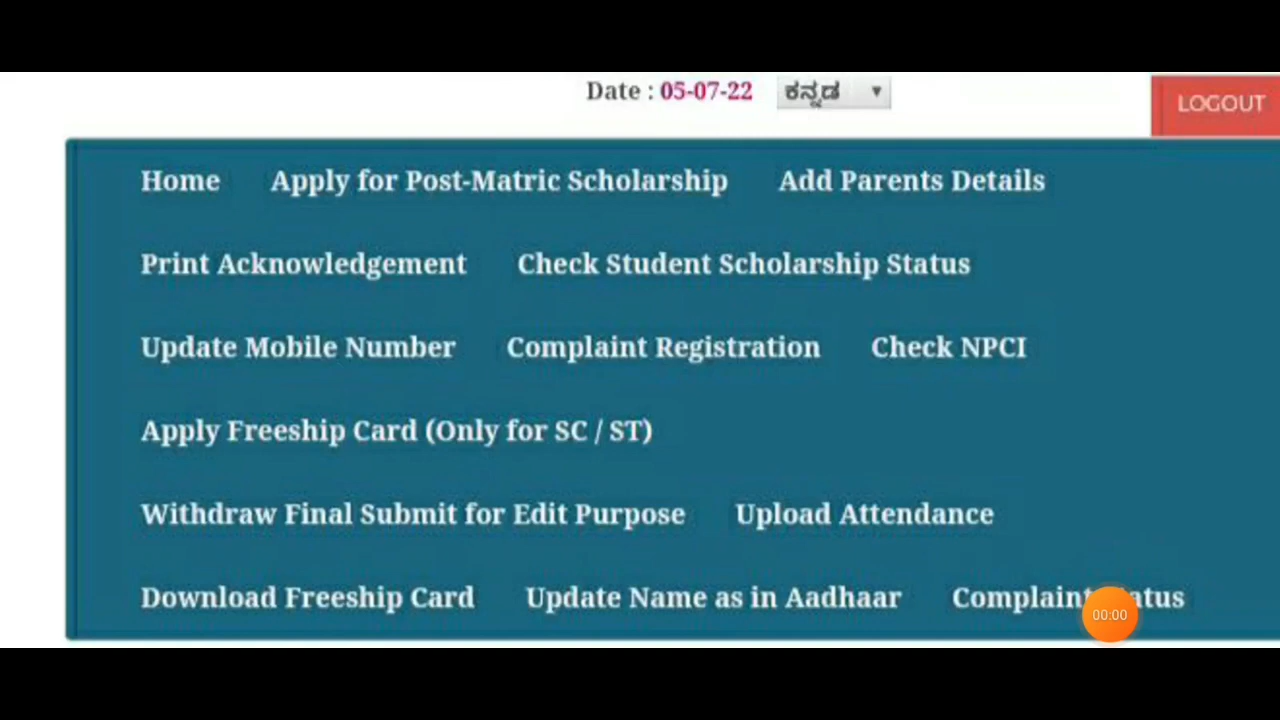 Date : 05-07-22 ಕನ್ನಡ LOGOUT
Home Apply for Post-Matric Scholarship Add Parents Details
Print Acknowledgement Check Student Scholarship Status
Update Mobile Number Complaint Registration Check NPCI
Apply Freeship Card (Only for SC / ST)
Withdraw Final Submit for Edit Purpose Upload Attendance
Download Freeship Card Update Name as in Aadhaar Complaint
00:00